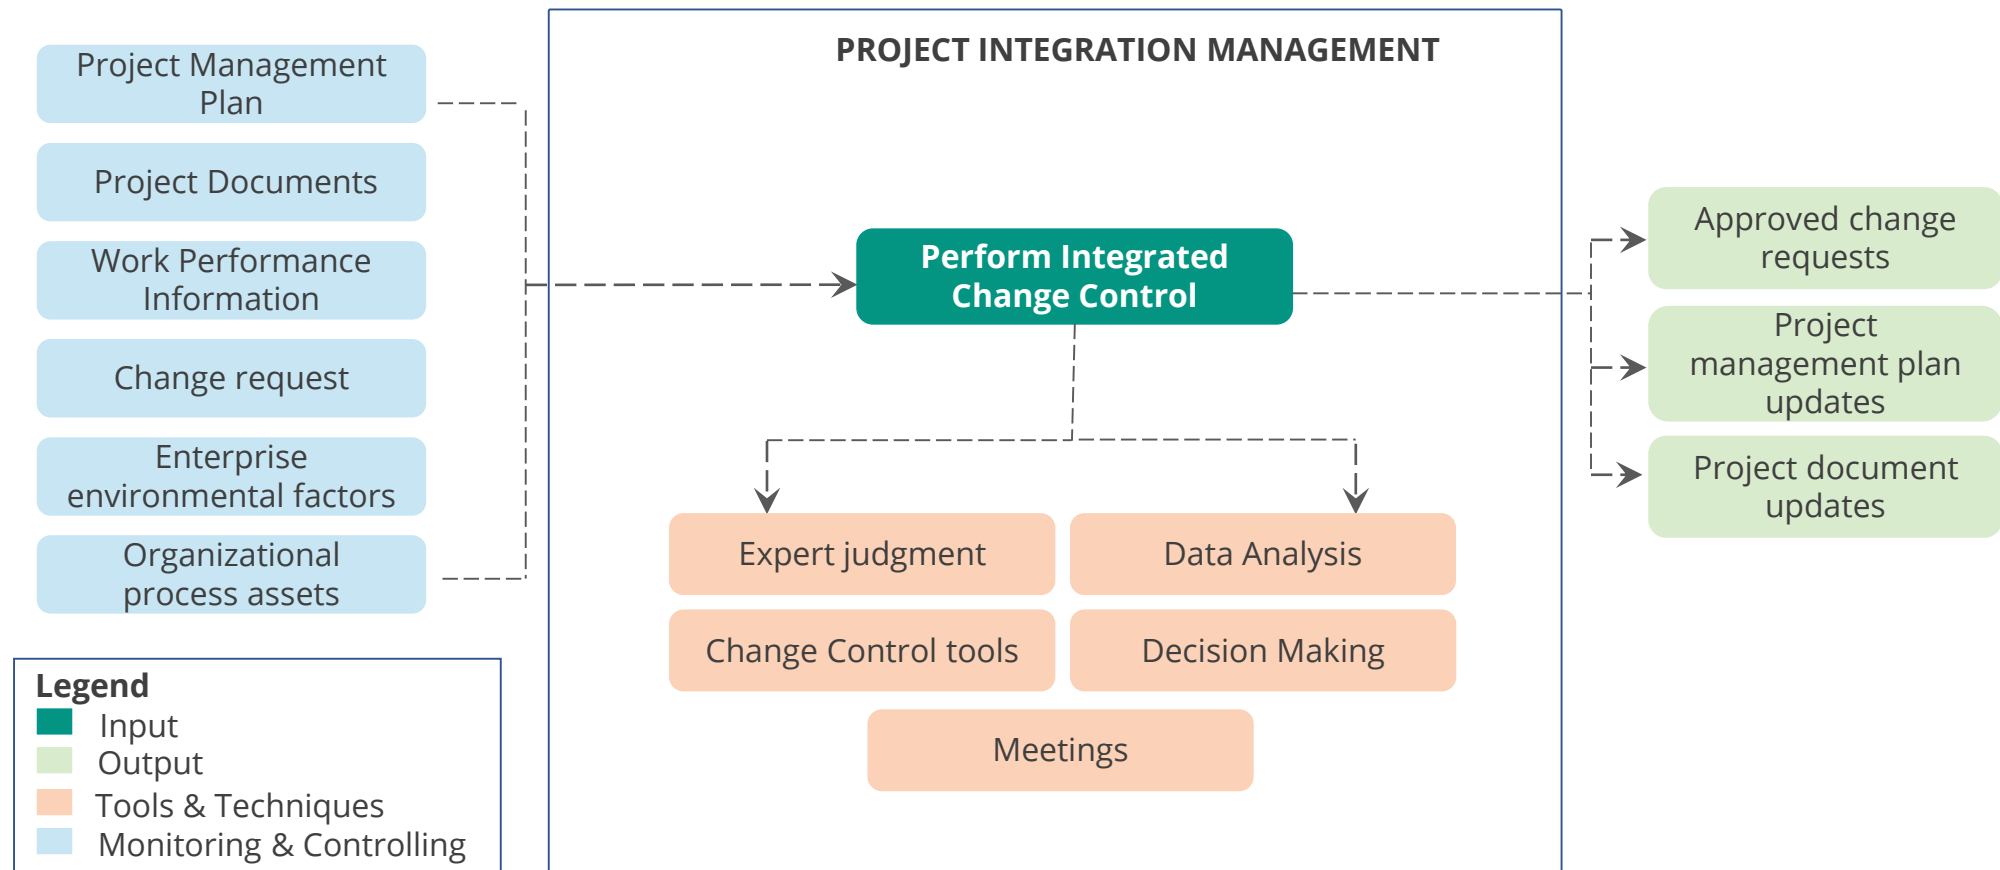 PROJECT INTEGRATION MANAGEMENT
Project Management
Plan
Project Documents
Work Performance
Information
Change request
Enterprise
environmental factors
Organizational
process assets
Perform Integrated
Change Control
Expert judgment
Data Analysis
Change Control tools
Decision Making
Meetings
Approved change
requests
Project
management plan
updates
Project document
updates
Legend
Input
Output
Tools & Techniques
Monitoring & Controlling